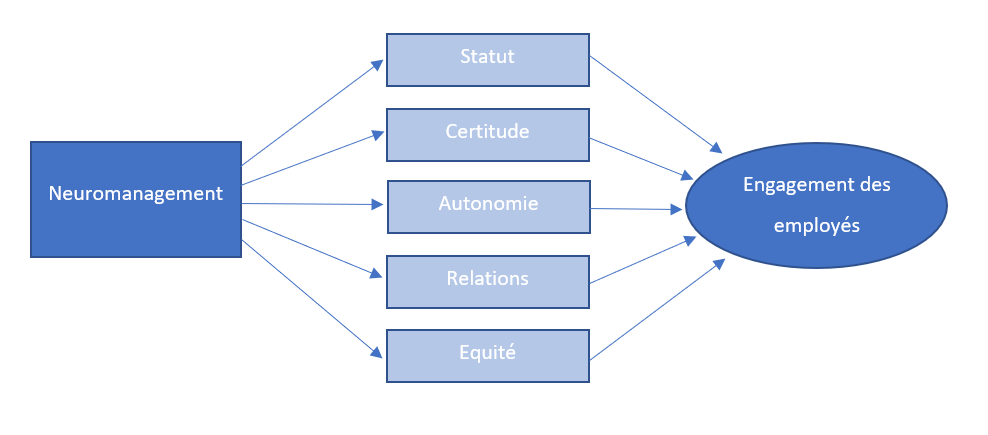 Neuromanagement
Statut
Certitude
Autonomie
Relations
Equité
Engagement des
employés